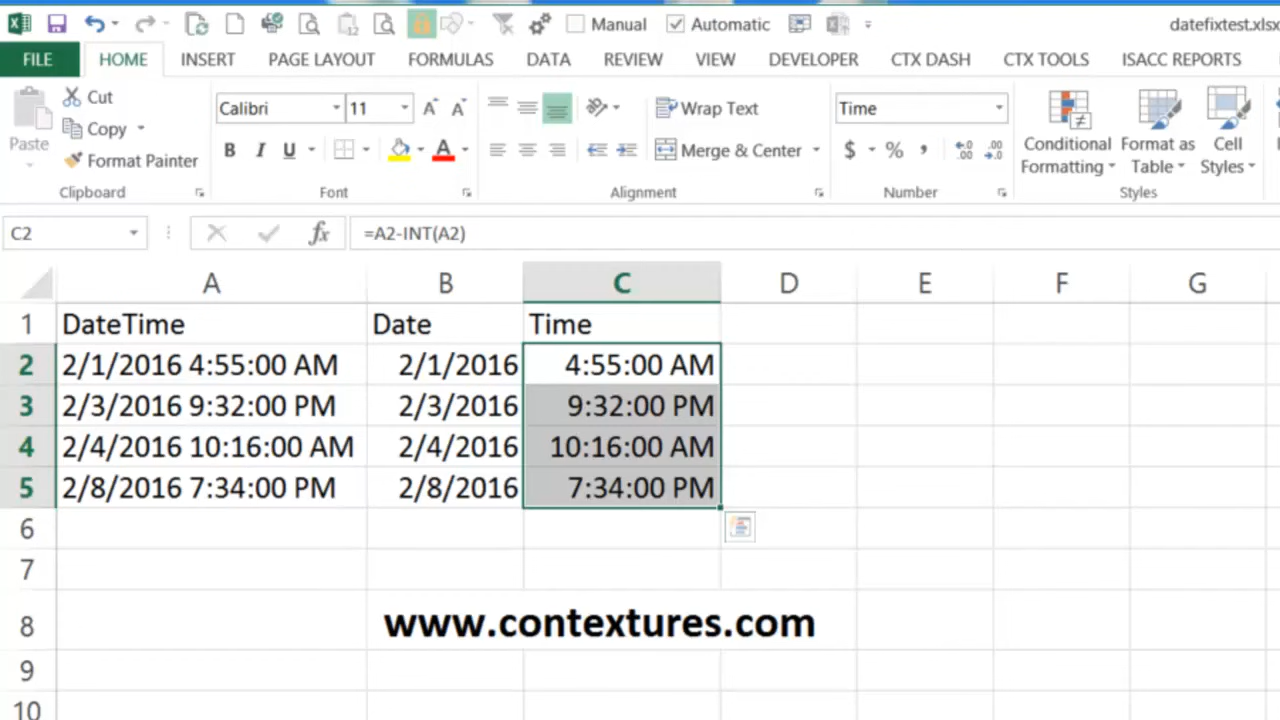 Manual Automatic datefixtest.xlsx
FILE HOME INSERT PAGE LAYOUT FORMULAS DATA REVIEW VIEW DEVELOPER CTX DASH CTX TOOLS ISACC REPORTS
Paste Cut Calibri 11 Wrap Text Time Conditional Formatting Format as Table Cell Styles
Copy
Format Painter B I U A Merge & Center $ % ,
Clipboard Font Alignment Number Styles
C2 fx =A2-INT(A2)
A B C D E F G
1 DateTime Date Time
2 2/1/2016 4:55:00 AM 2/1/2016 4:55:00 AM
3 2/3/2016 9:32:00 PM 2/3/2016 9:32:00 PM
4 2/4/2016 10:16:00 AM 2/4/2016 10:16:00 AM
5 2/8/2016 7:34:00 PM 2/8/2016 7:34:00 PM
6
7
8 www.contextures.com
9
10